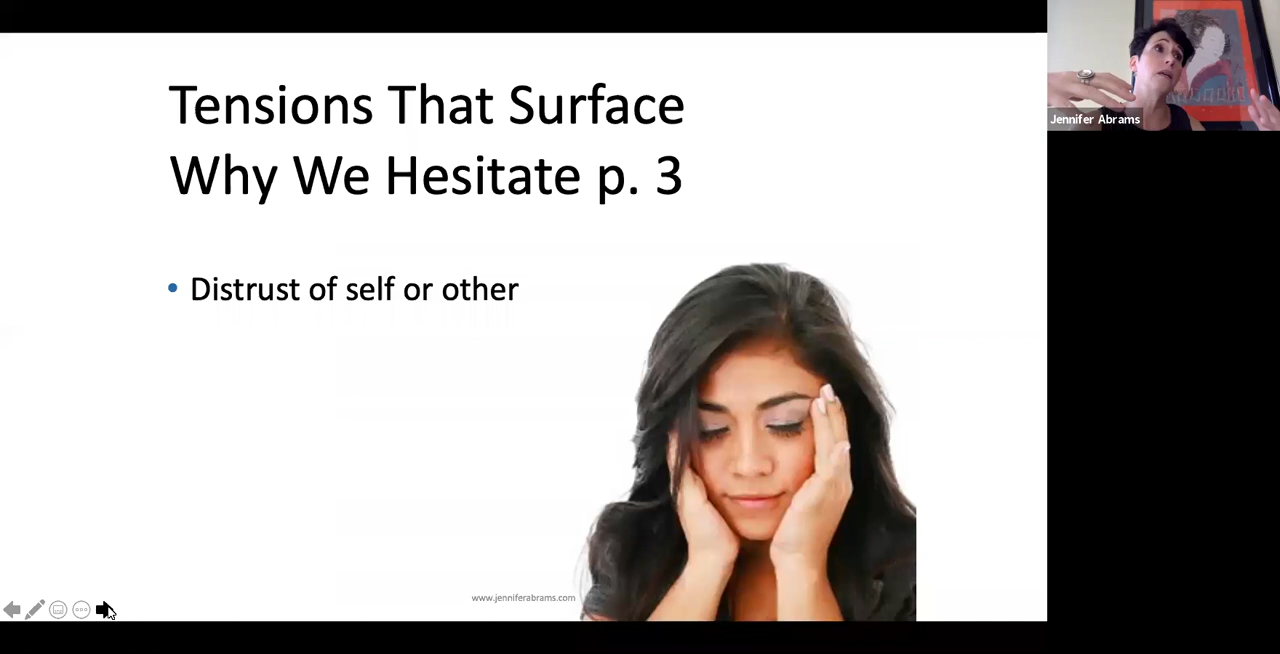 Tensions That Surface
Why We Hesitate p. 3
• Distrust of self or other
www.jenniferabrams.com
Jennifer Abrams